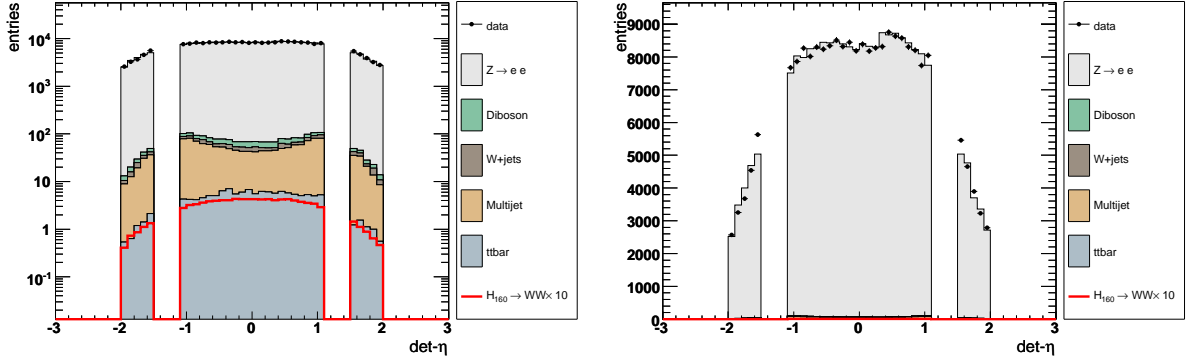 entries
10⁴
10³
10²
10
1
10⁻¹
-3 -2 -1 0 1 2 3
det-η
data
Z → e e
Diboson
W+jets
Multijet
ttbar
H₁₆₀ → WW× 10
entries
9000
8000
7000
6000
5000
4000
3000
2000
1000
0
-3 -2 -1 0 1 2 3
det-η
data
Z → e e
Diboson
W+jets
Multijet
ttbar
H₁₆₀ → WW× 10